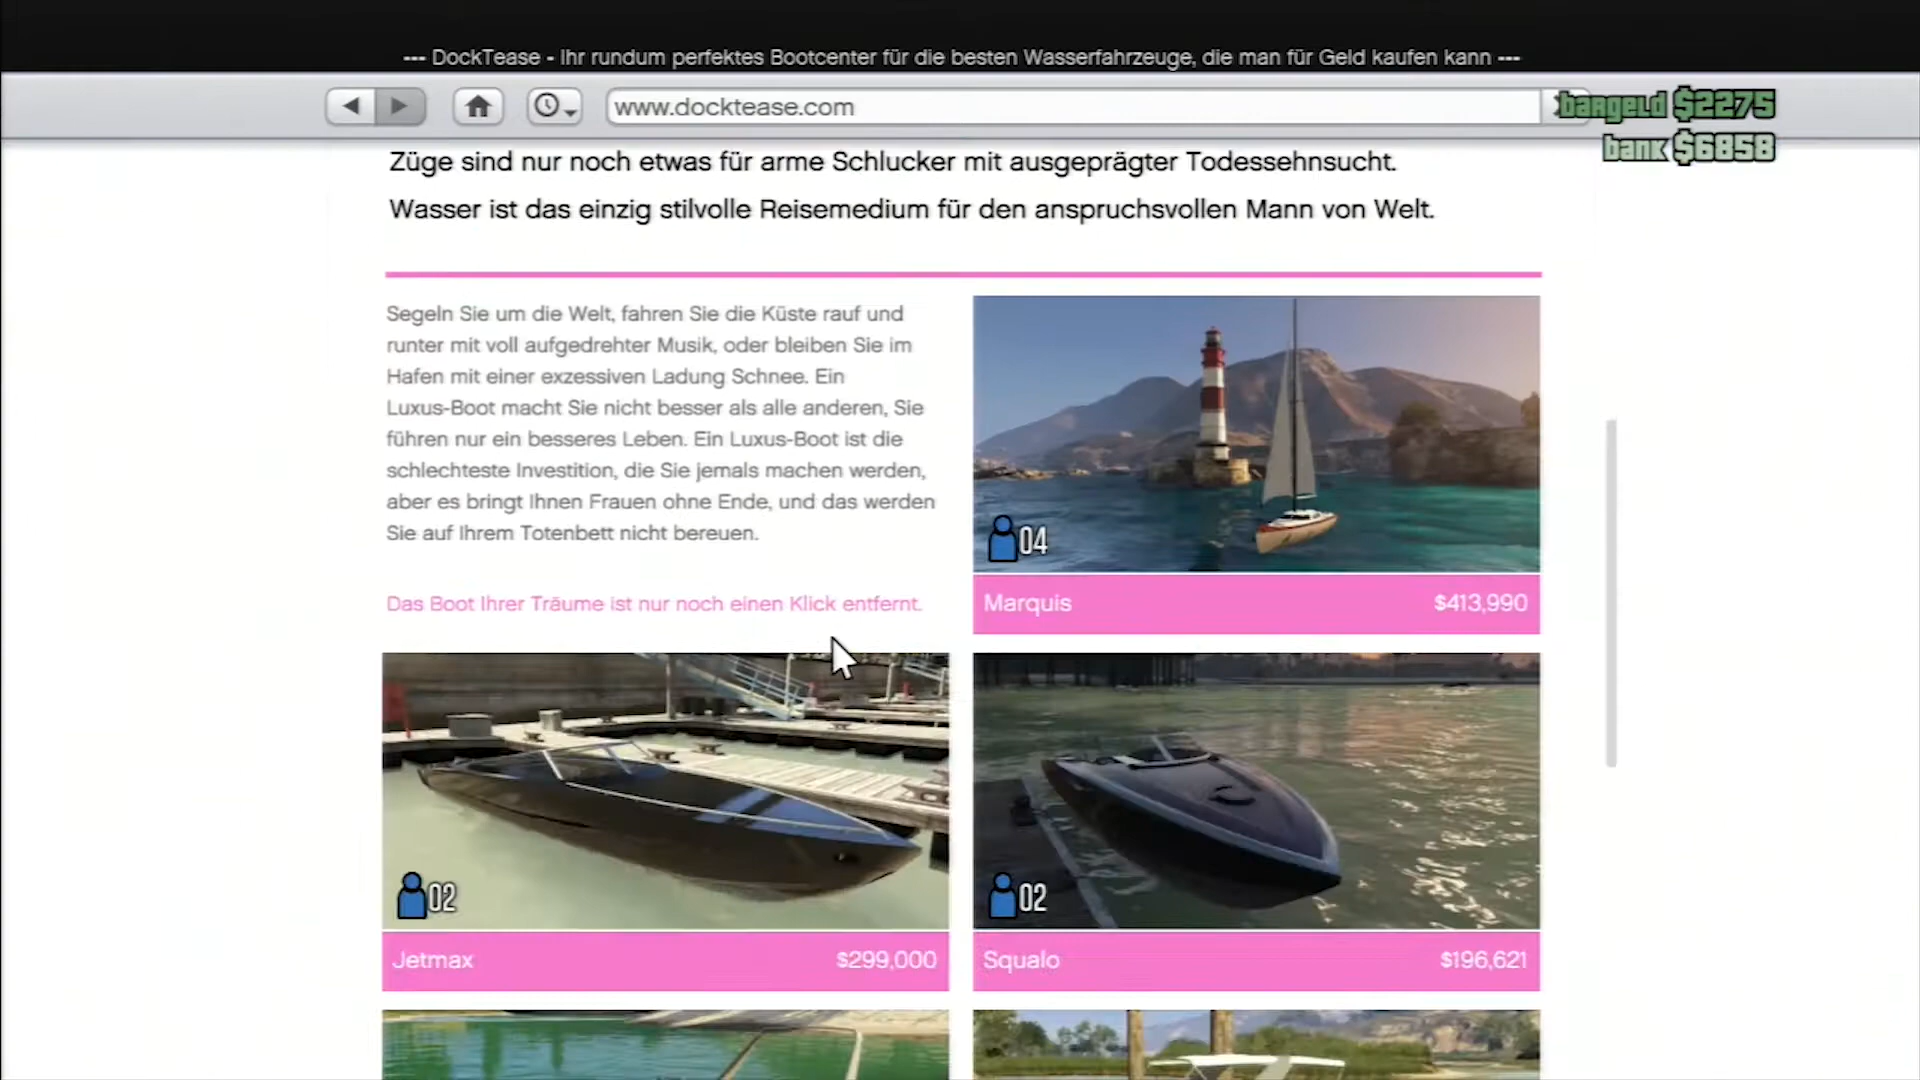 --- DockTease - Ihr rundum perfektes Bootcenter für die besten Wasserfahrzeuge, die man für Geld kaufen kann ---
www.docktease.com
bargeld $2275
bank $6858
Züge sind nur noch etwas für arme Schlucker mit ausgeprägter Todessehnsucht.
Wasser ist das einzig stilvolle Reisemedium für den anspruchsvollen Mann von Welt.
Segeln Sie um die Welt, fahren Sie die Küste rauf und
runter mit voll aufgedrehter Musik, oder bleiben Sie im
Hafen mit einer exzessiven Ladung Schnee. Ein
Luxus-Boot macht Sie nicht besser als alle anderen, Sie
führen nur ein besseres Leben. Ein Luxus-Boot ist die
schlechteste Investition, die Sie jemals machen werden,
aber es bringt Ihnen Frauen ohne Ende, und das werden
Sie auf Ihrem Totenbett nicht bereuen.
Das Boot Ihrer Träume ist nur noch einen Klick entfernt.
04
Marquis $413,990
02
Jetmax $299,000
02
Squalo $196,621